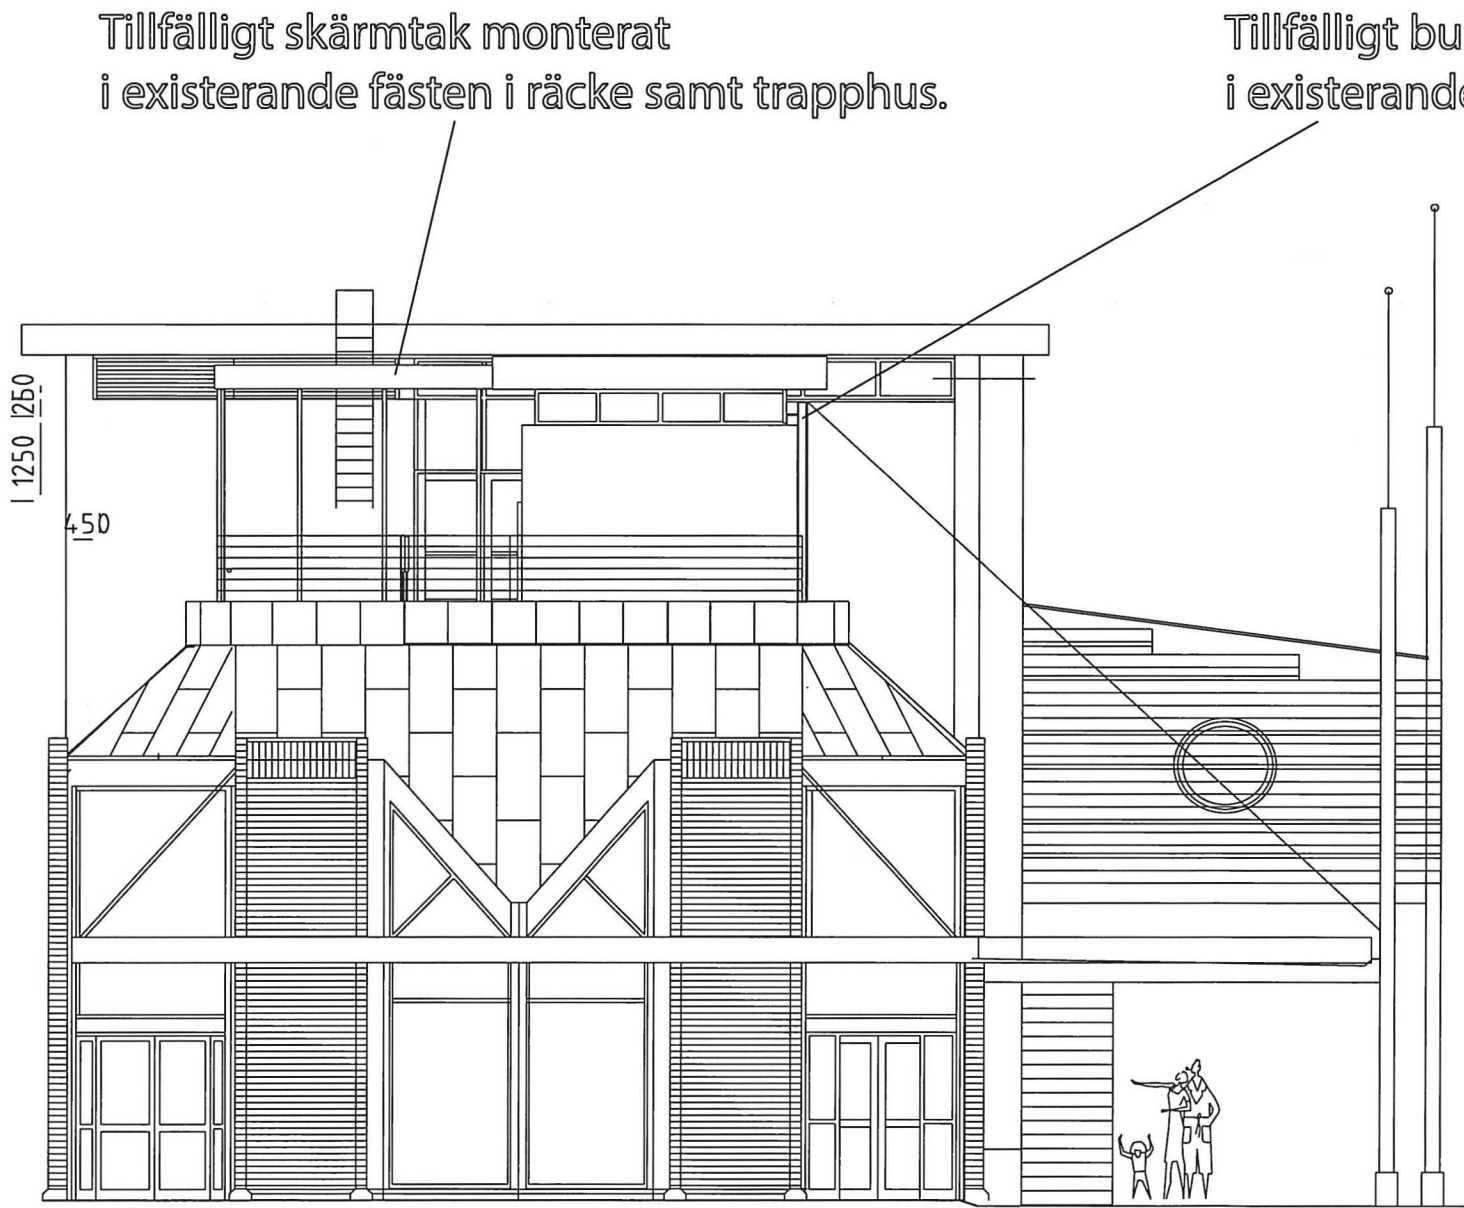 Tillfälligt skärmtak monterat
i existerande fästen i räcke samt trapphus.
Tillfälligt bu
i existerande
1250 1250
450